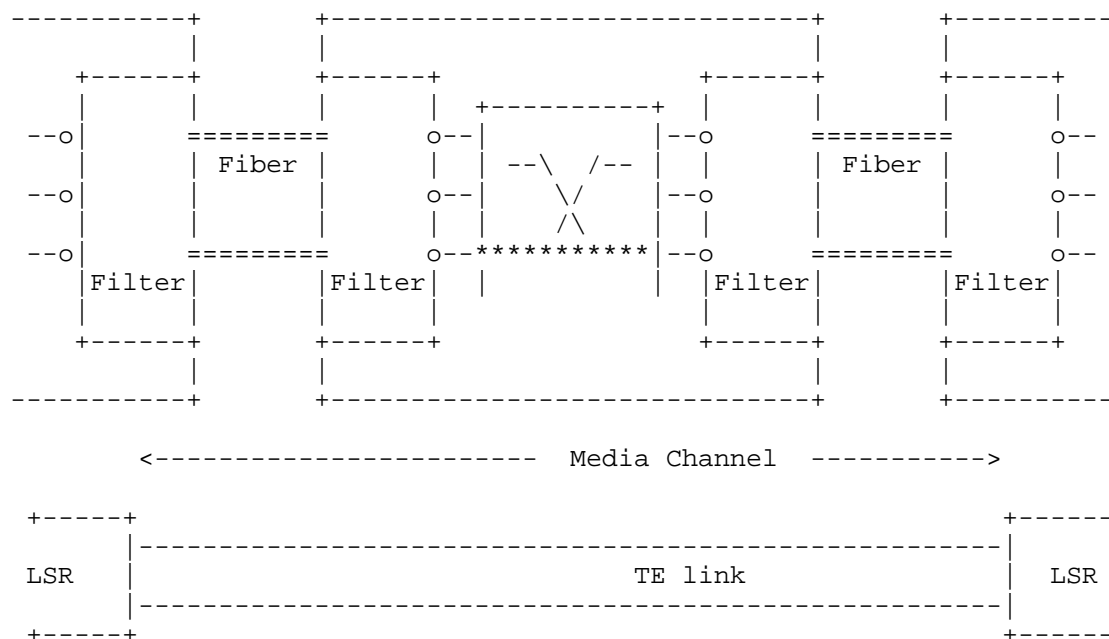 Fiber Fiber
Filter Filter Filter Filter
<------------------------ Media Channel ----------->
LSR TE link LSR